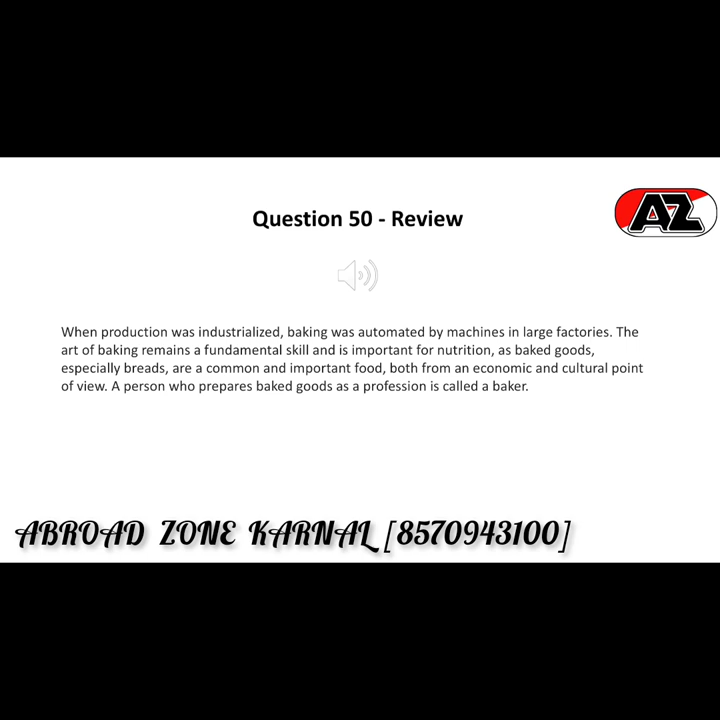 Question 50 - Review
AZ
When production was industrialized, baking was automated by machines in large factories. The
art of baking remains a fundamental skill and is important for nutrition, as baked goods,
especially breads, are a common and important food, both from an economic and cultural point
of view. A person who prepares baked goods as a profession is called a baker.
ABROAD ZONE KARNAL [8570943100]